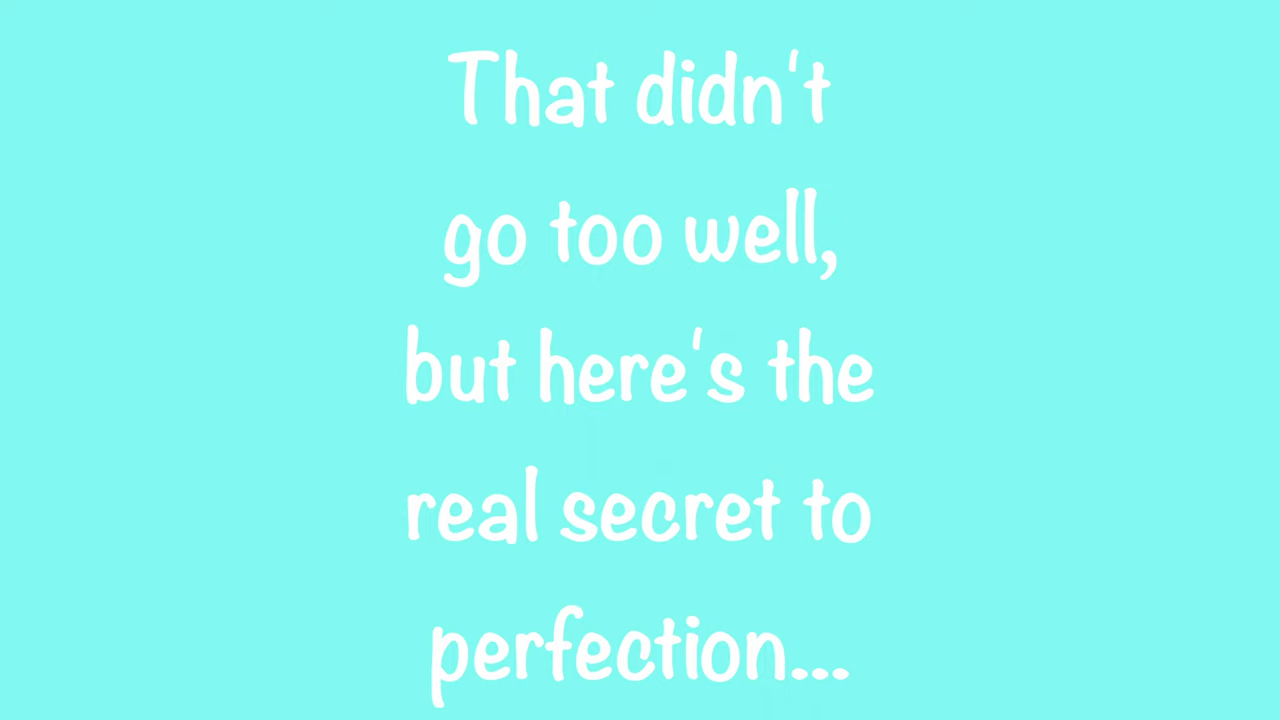 That didn't
go too well,
but here's the
real secret to
perfection...